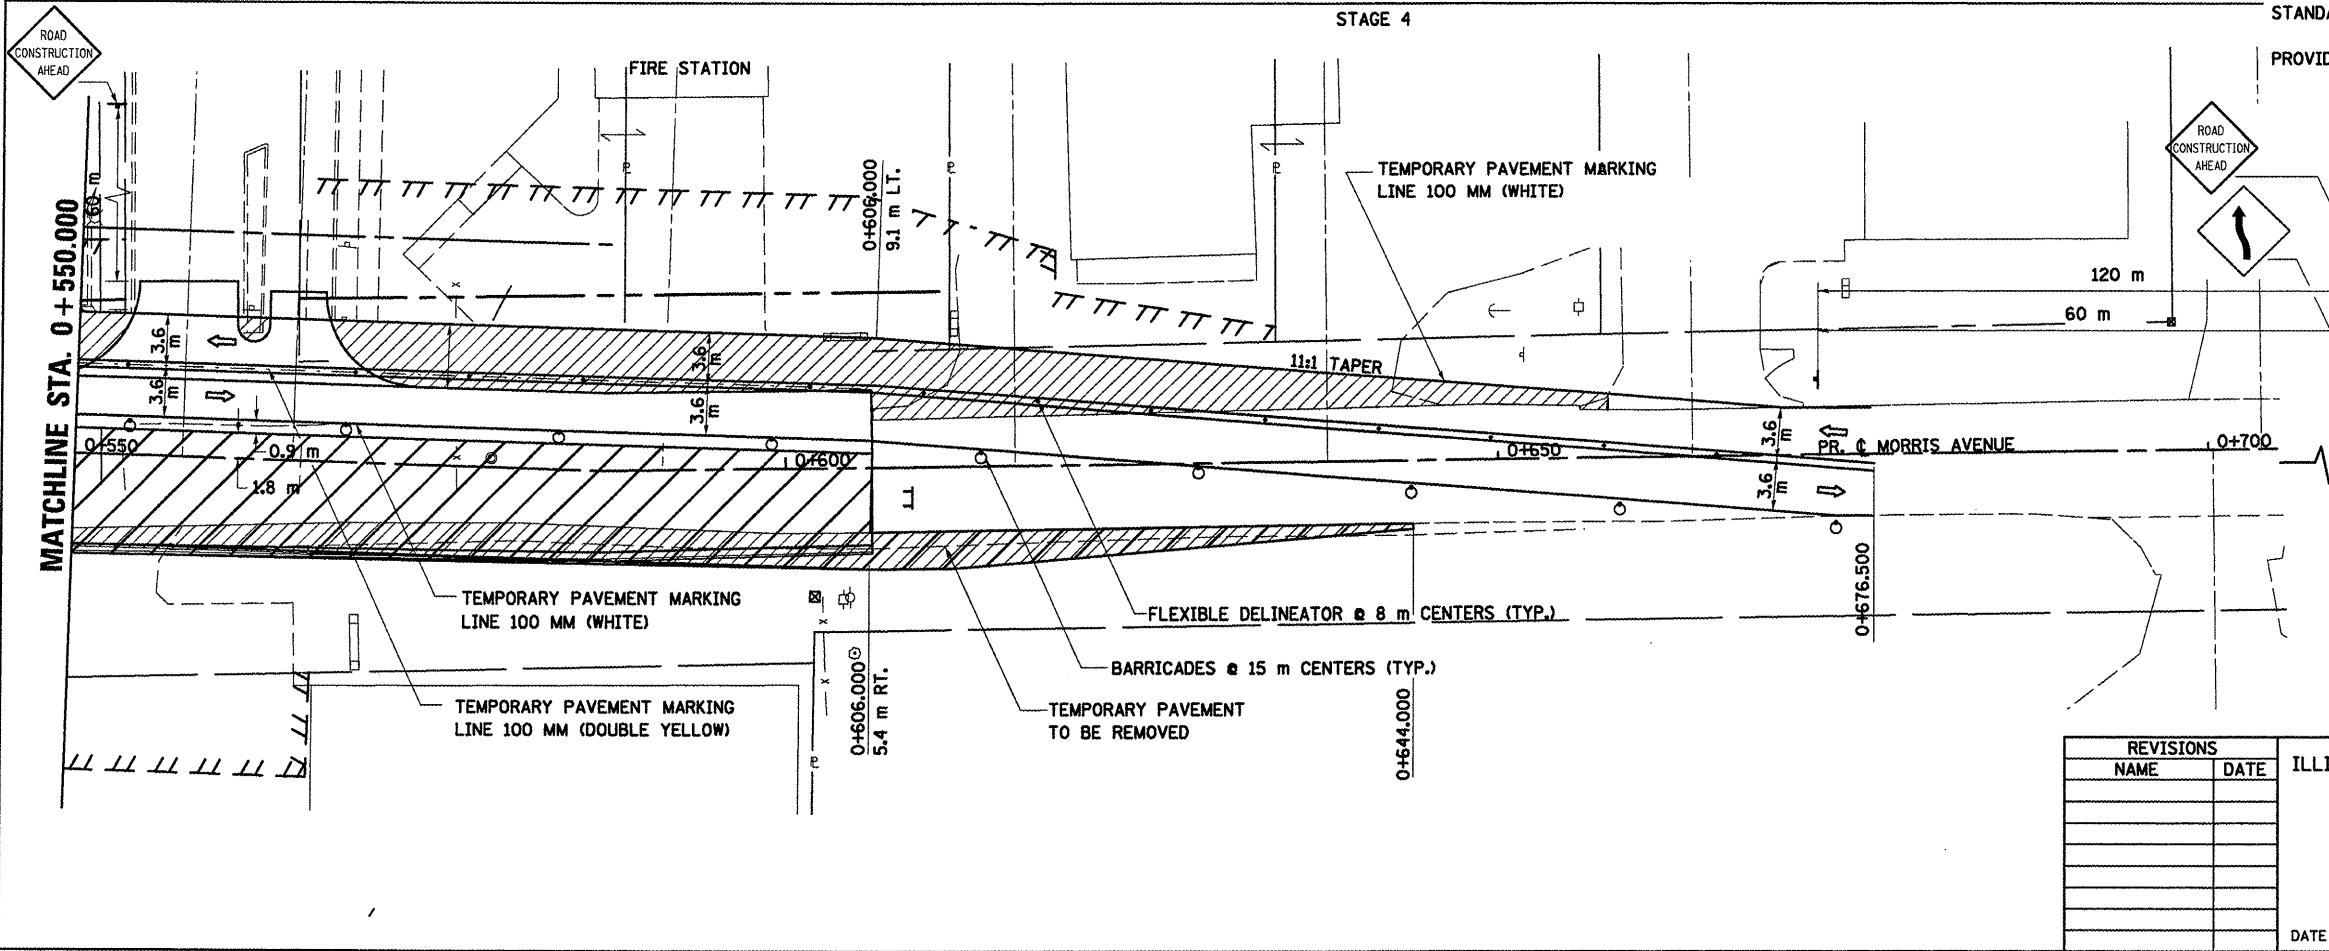 STAGE 4
ROAD
CONSTRUCTION
AHEAD
FIRE STATION
PROVID
ROAD
CONSTRUCTION
AHEAD
TEMPORARY PAVEMENT MARKING
LINE 100 MM (WHITE)
0+606.000
9.1 m LT.
60 m
MATCHLINE STA. 0+550.000
120 m
60 m
3.6
m
3.6
m
3.6
m
3.6
m
11:1 TAPER
3.6
m
3.6
m
0+550
0.9 m
1.8 m
0+600
0+650
PR. ℄ MORRIS AVENUE
0+700
TEMPORARY PAVEMENT MARKING
LINE 100 MM (WHITE)
TEMPORARY PAVEMENT MARKING
LINE 100 MM (DOUBLE YELLOW)
0+606.000
5.4 m RT.
FLEXIBLE DELINEATOR @ 8 m CENTERS (TYP.)
BARRICADES @ 15 m CENTERS (TYP.)
TEMPORARY PAVEMENT
TO BE REMOVED
0+644.000
0+676.500
REVISIONS
NAME DATE
ILLI
DATE